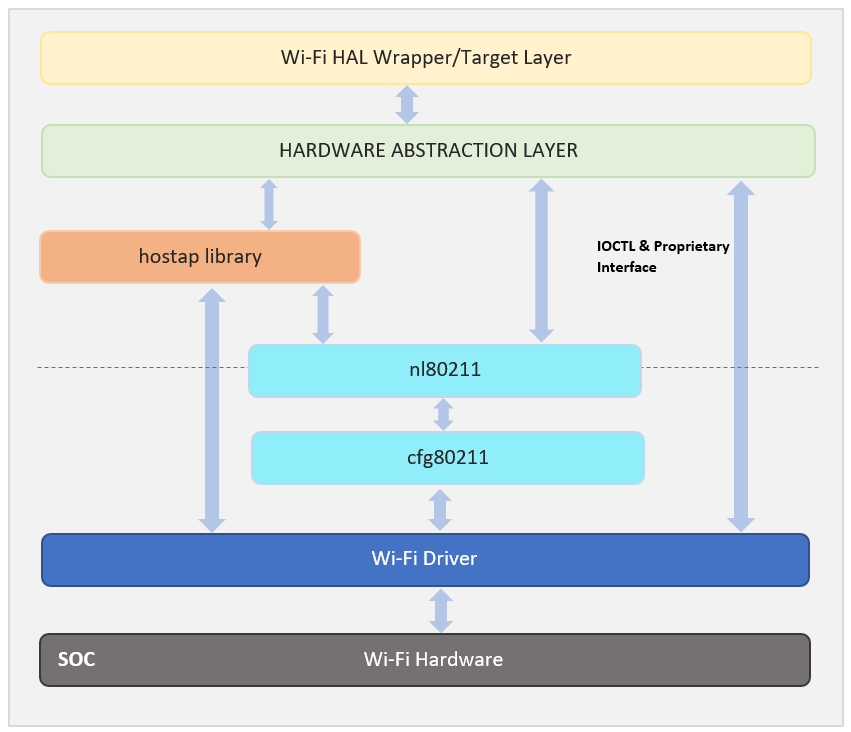 Wi-Fi HAL Wrapper/Target Layer
HARDWARE ABSTRACTION LAYER
hostap library
IOCTL & Proprietary
Interface
nl80211
cfg80211
Wi-Fi Driver
SOC
Wi-Fi Hardware